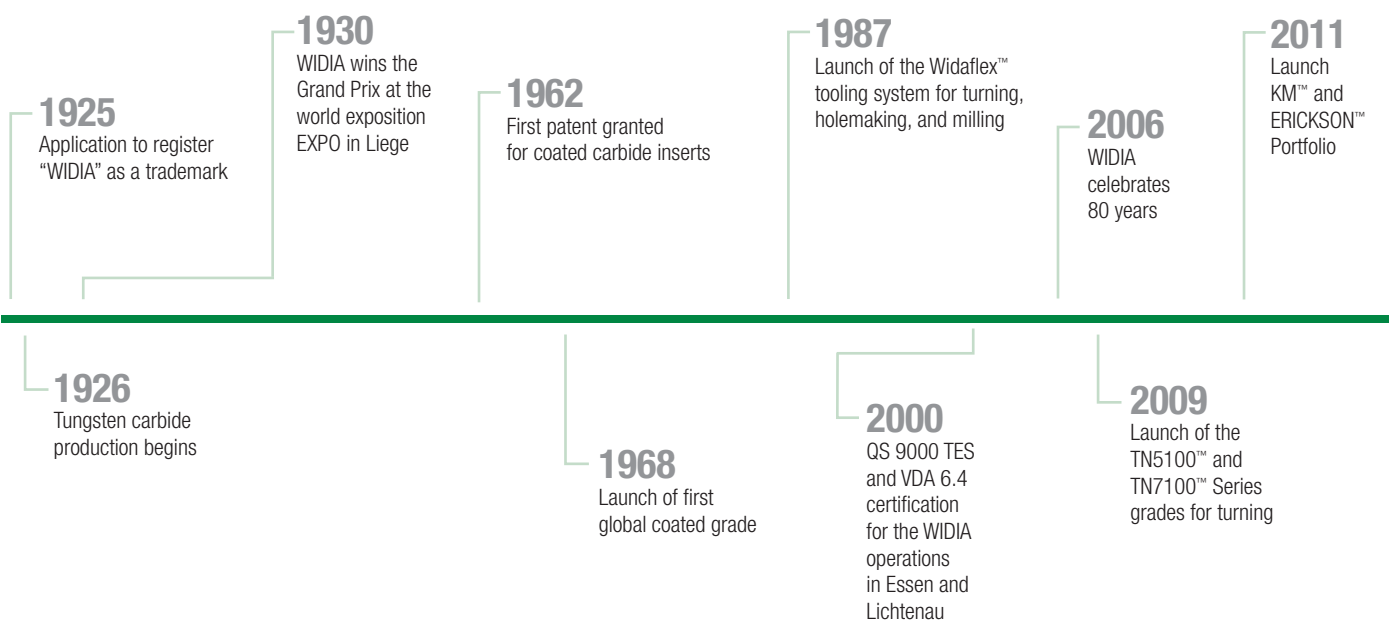 1925
Application to register
“WIDIA” as a trademark
1926
Tungsten carbide
production begins
1930
WIDIA wins the
Grand Prix at the
world exposition
EXPO in Liege
1962
First patent granted
for coated carbide inserts
1968
Launch of first
global coated grade
1987
Launch of the Widaflex™
tooling system for turning,
holemaking, and milling
2000
QS 9000 TES
and VDA 6.4
certification
for the WIDIA
operations
in Essen and
Lichtenau
2006
WIDIA
celebrates
80 years
2009
Launch of the
TN5100™ and
TN7100™ Series
grades for turning
2011
Launch
KM™ and
ERICKSON™
Portfolio